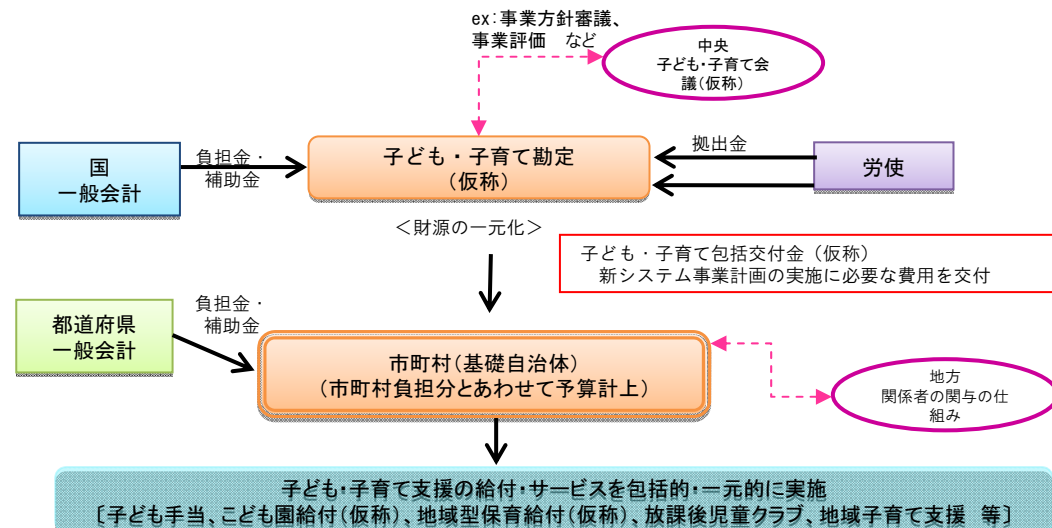 ex:事業方針審議、
事業評価　など
中央
子ども・子育て会
議(仮称)
国
一般会計
負担金・
補助金
子ども・子育て勘定
(仮称)
拠出金
労使
＜財源の一元化＞
子ども・子育て包括交付金（仮称）
新システム事業計画の実施に必要な費用を交付
都道府県
一般会計
負担金・
補助金
市町村(基礎自治体)
(市町村負担分とあわせて予算計上)
地方
関係者の関与の仕
組み
子ども・子育て支援の給付・サービスを包括的・一元的に実施
〔子ども手当、こども園給付(仮称)、地域型保育給付(仮称)、放課後児童クラブ、地域子育て支援　等〕